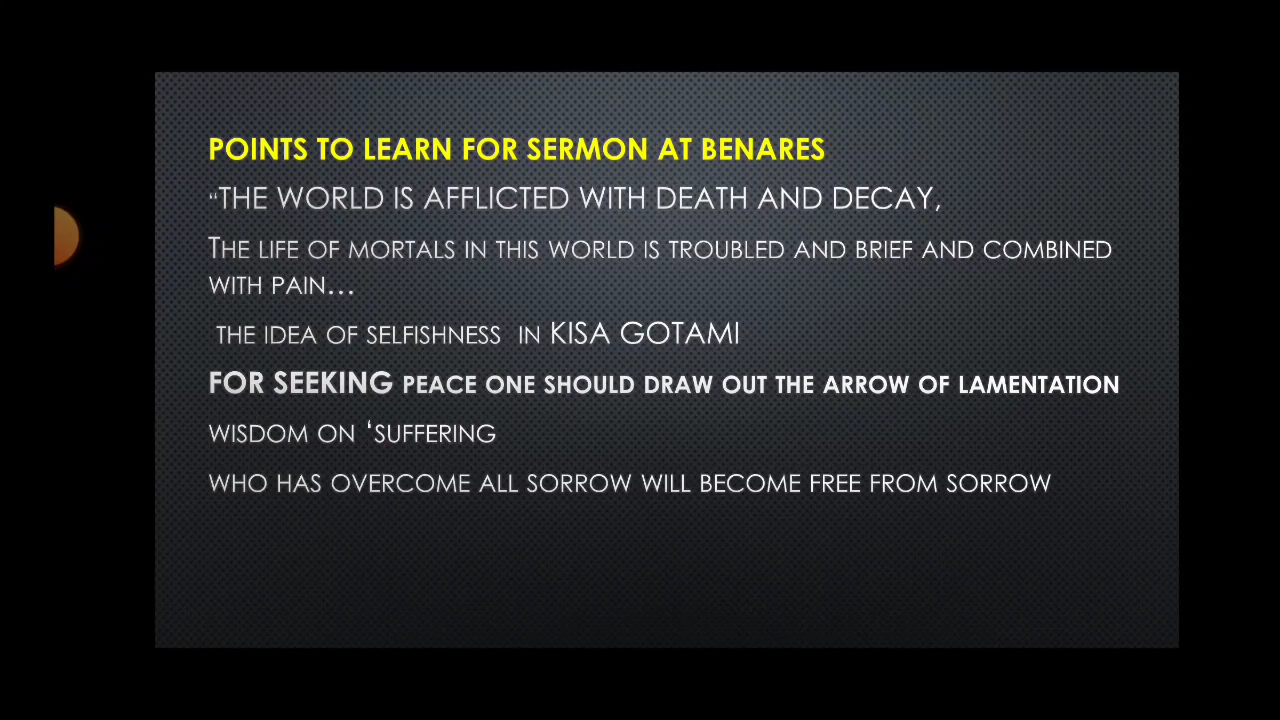 POINTS TO LEARN FOR SERMON AT BENARES
“THE WORLD IS AFFLICTED WITH DEATH AND DECAY,
THE LIFE OF MORTALS IN THIS WORLD IS TROUBLED AND BRIEF AND COMBINED
WITH PAIN...
THE IDEA OF SELFISHNESS IN KISA GOTAMI
FOR SEEKING PEACE ONE SHOULD DRAW OUT THE ARROW OF LAMENTATION
WISDOM ON ‘SUFFERING
WHO HAS OVERCOME ALL SORROW WILL BECOME FREE FROM SORROW